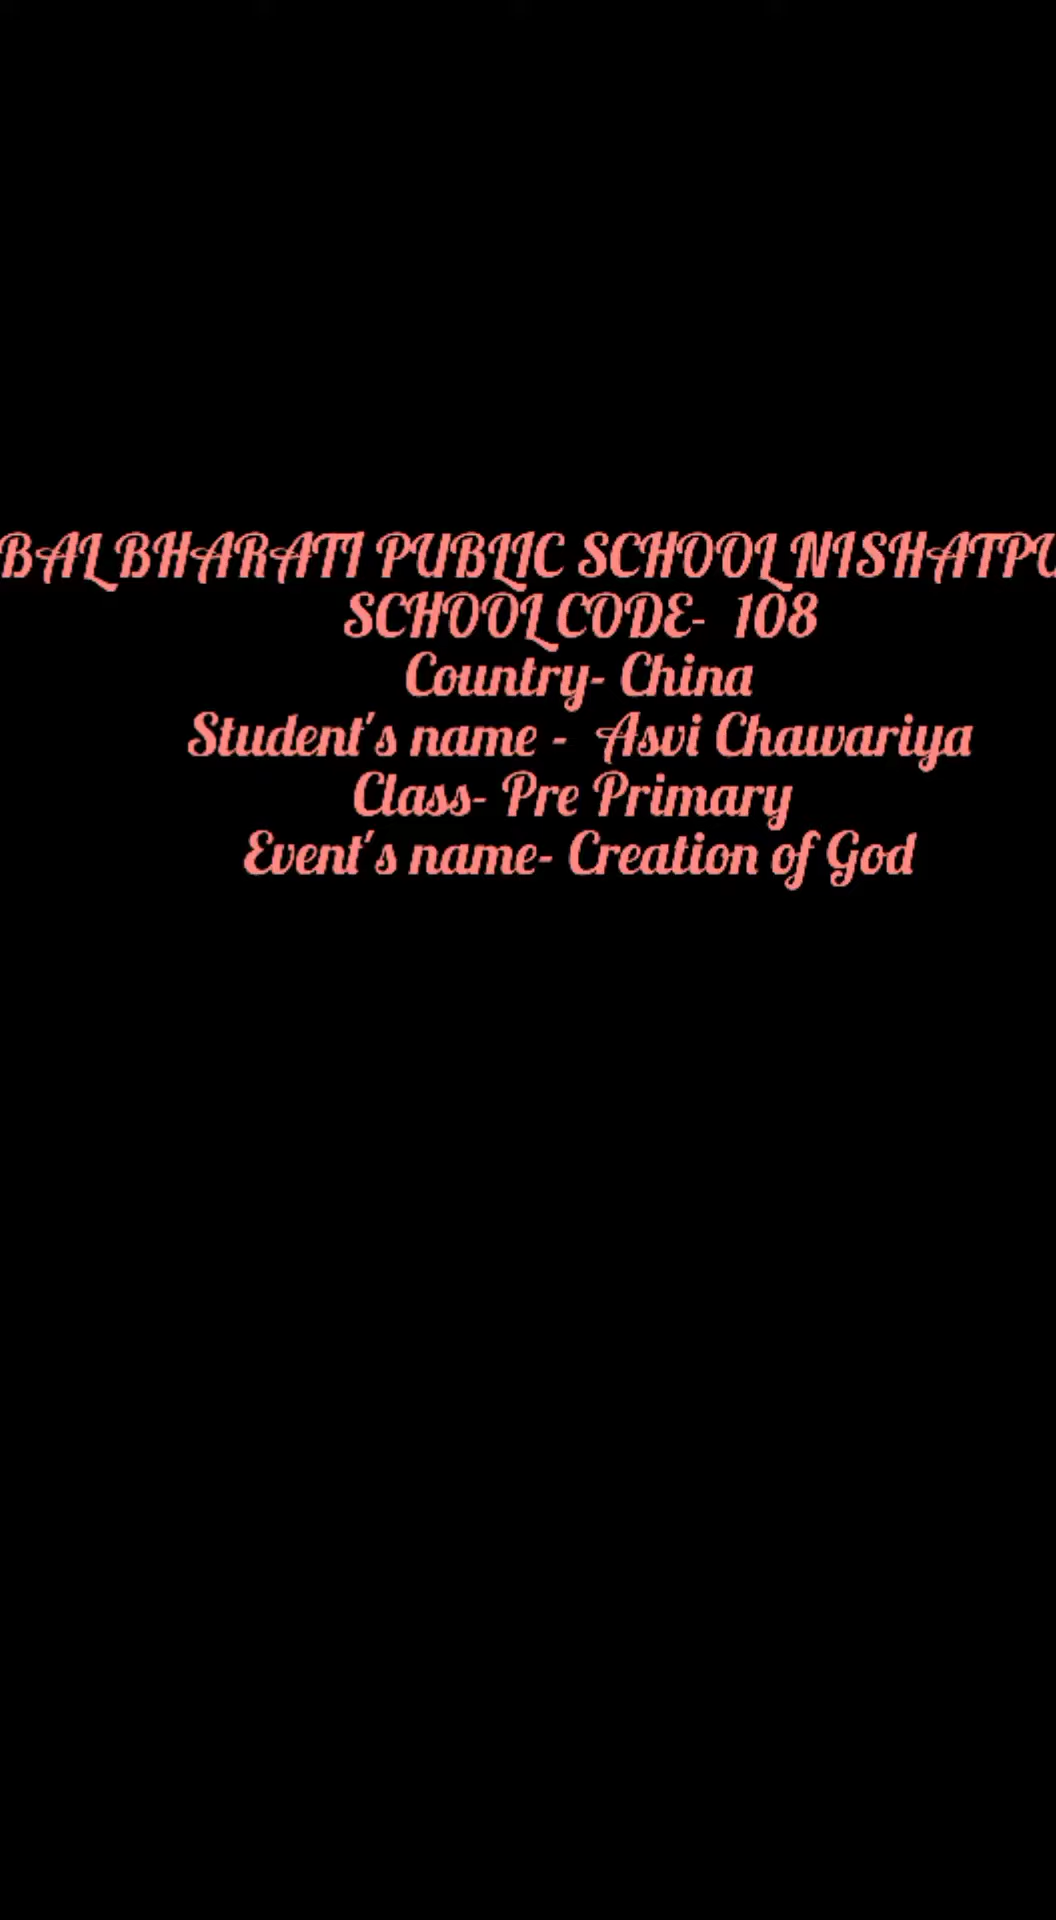 BAL BHARATI PUBLIC SCHOOL NISHATPU
SCHOOL CODE- 108
Country- China
Student's name - Asvi Chawariya
Class- Pre Primary
Event's name- Creation of God